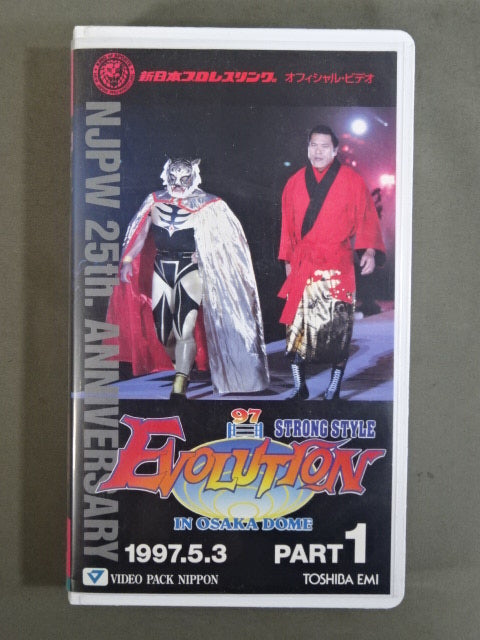 新日本プロレスリング® オフィシャル・ビデオ
NJPW 25th. ANNIVERSARY
97
STRONG STYLE
EVOLUTION
IN OSAKA DOME
1997.5.3
PART 1
VIDEO PACK NIPPON
TOSHIBA EMI